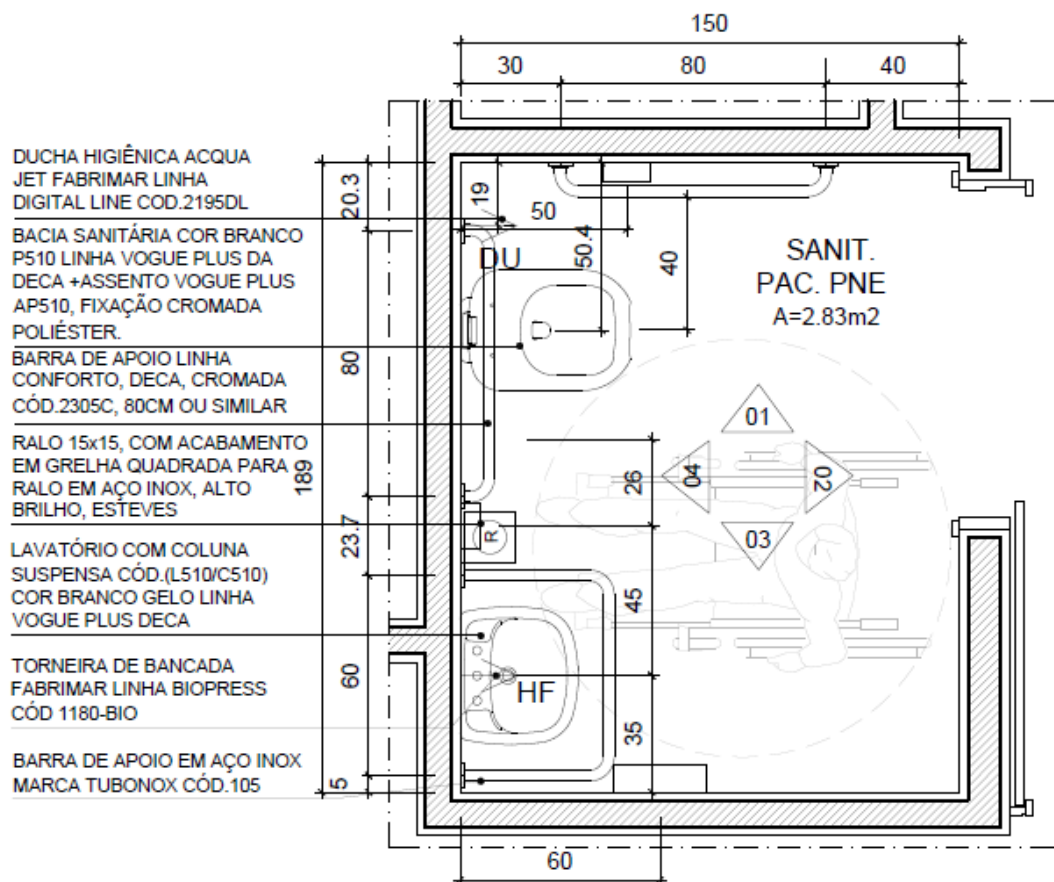 150
30
80
40
DUCHA HIGIÊNICA ACQUA
JET FABRIMAR LINHA
DIGITAL LINE COD.2195DL
BACIA SANITÁRIA COR BRANCO
P510 LINHA VOGUE PLUS DA
DECA +ASSENTO VOGUE PLUS
AP510, FIXAÇÃO CROMADA
POLIÉSTER.
BARRA DE APOIO LINHA
CONFORTO, DECA, CROMADA
CÓD.2305C, 80CM OU SIMILAR
RALO 15x15, COM ACABAMENTO
EM GRELHA QUADRADA PARA
RALO EM AÇO INOX, ALTO
BRILHO, ESTEVES
LAVATÓRIO COM COLUNA
SUSPENSA CÓD.(L510/C510)
COR BRANCO GELO LINHA
VOGUE PLUS DECA
TORNEIRA DE BANCADA
FABRIMAR LINHA BIOPRESS
CÓD 1180-BIO
BARRA DE APOIO EM AÇO INOX
MARCA TUBONOX CÓD.105
189
20.3
80
23.7
60
5
19
50
DU
50.4
40
SANIT.
PAC. PNE
A=2.83m2
01
04
02
03
26
45
35
R
HF
60